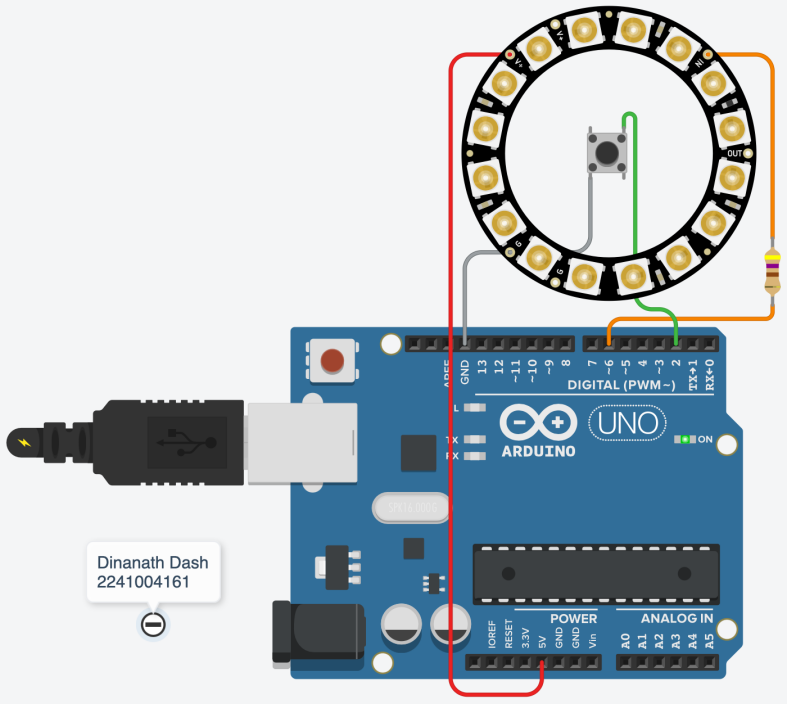 V+
V+
IN
OUT
G
G
AREF
GND
13
12
~11
~10
~9
8
7
~6
~5
4
~3
2
TX→1
RX←0
DIGITAL (PWM~)
L
TX
RX
UNO
ARDUINO
ON
SPK16.000G
Dinanath Dash
2241004161
POWER
ANALOG IN
IOREF
RESET
3.3V
5V
GND
GND
Vin
A0
A1
A2
A3
A4
A5